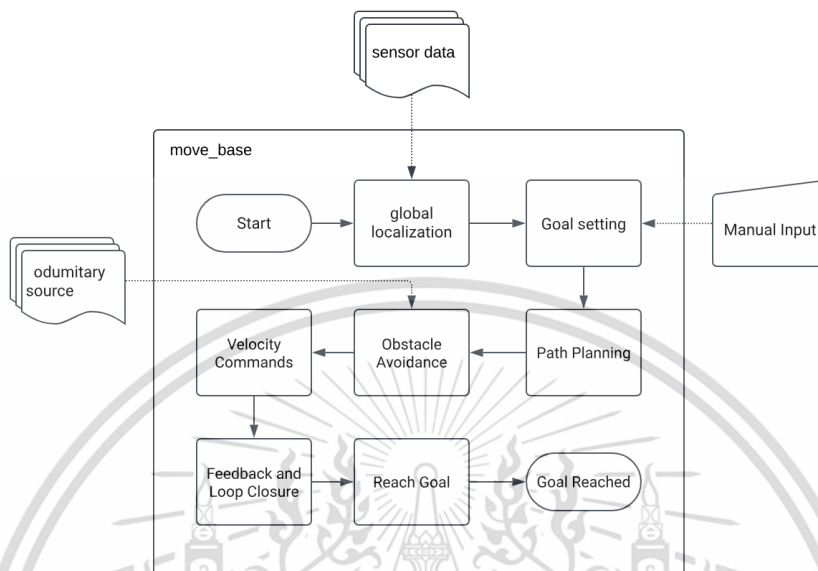 sensor data
move_base
Start
global
localization
Goal setting
Manual Input
odumitary
source
Velocity
Commands
Obstacle
Avoidance
Path Planning
Feedback and
Loop Closure
Reach Goal
Goal Reached